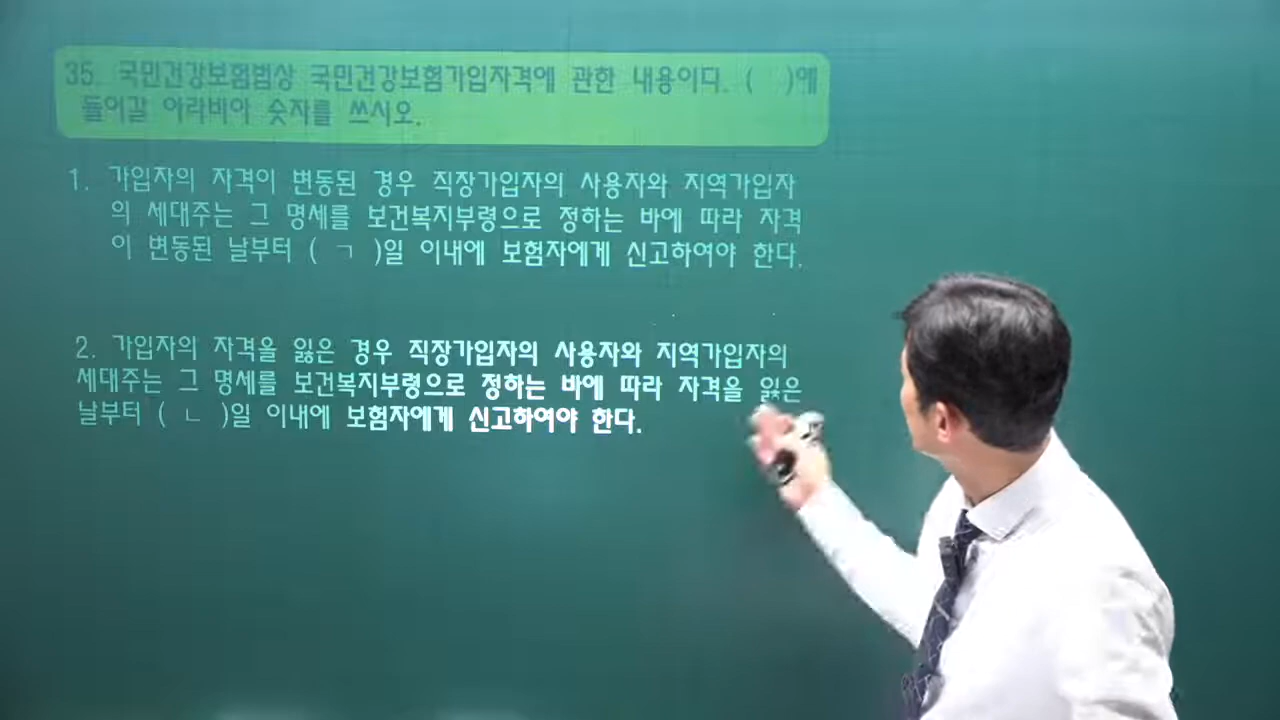 35. 국민건강보험법상 국민건강보험가입자격에 관한 내용이다. ( )에
들어갈 아라비아 숫자를 쓰시오.
1. 가입자의 자격이 변동된 경우 직장가입자의 사용자와 지역가입자
의 세대주는 그 명세를 보건복지부령으로 정하는 바에 따라 자격
이 변동된 날부터 ( ㄱ )일 이내에 보험자에게 신고하여야 한다.
2. 가입자의 자격을 잃은 경우 직장가입자의 사용자와 지역가입자의
세대주는 그 명세를 보건복지부령으로 정하는 바에 따라 자격을 잃은
날부터 ( ㄴ )일 이내에 보험자에게 신고하여야 한다.